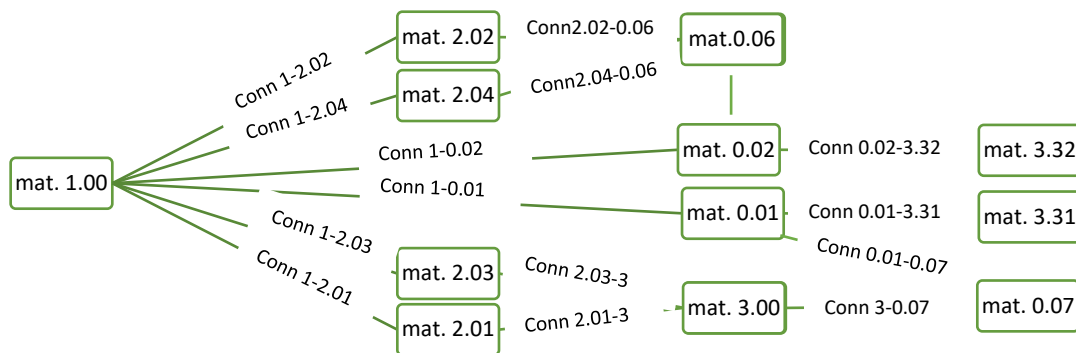 mat. 2.02
Conn2.02-0.06
mat.0.06
Conn 1-2.02
mat. 2.04
Conn2.04-0.06
Conn 1-2.04
Conn 1-0.02
mat. 0.02
Conn 0.02-3.32
mat. 3.32
mat. 1.00
Conn 1-0.01
mat. 0.01
Conn 0.01-3.31
mat. 3.31
Conn 1-2.03
Conn 0.01-0.07
mat. 2.03
Conn 2.03-3
Conn 1-2.01
mat. 2.01
Conn 2.01-3
mat. 3.00
Conn 3-0.07
mat. 0.07